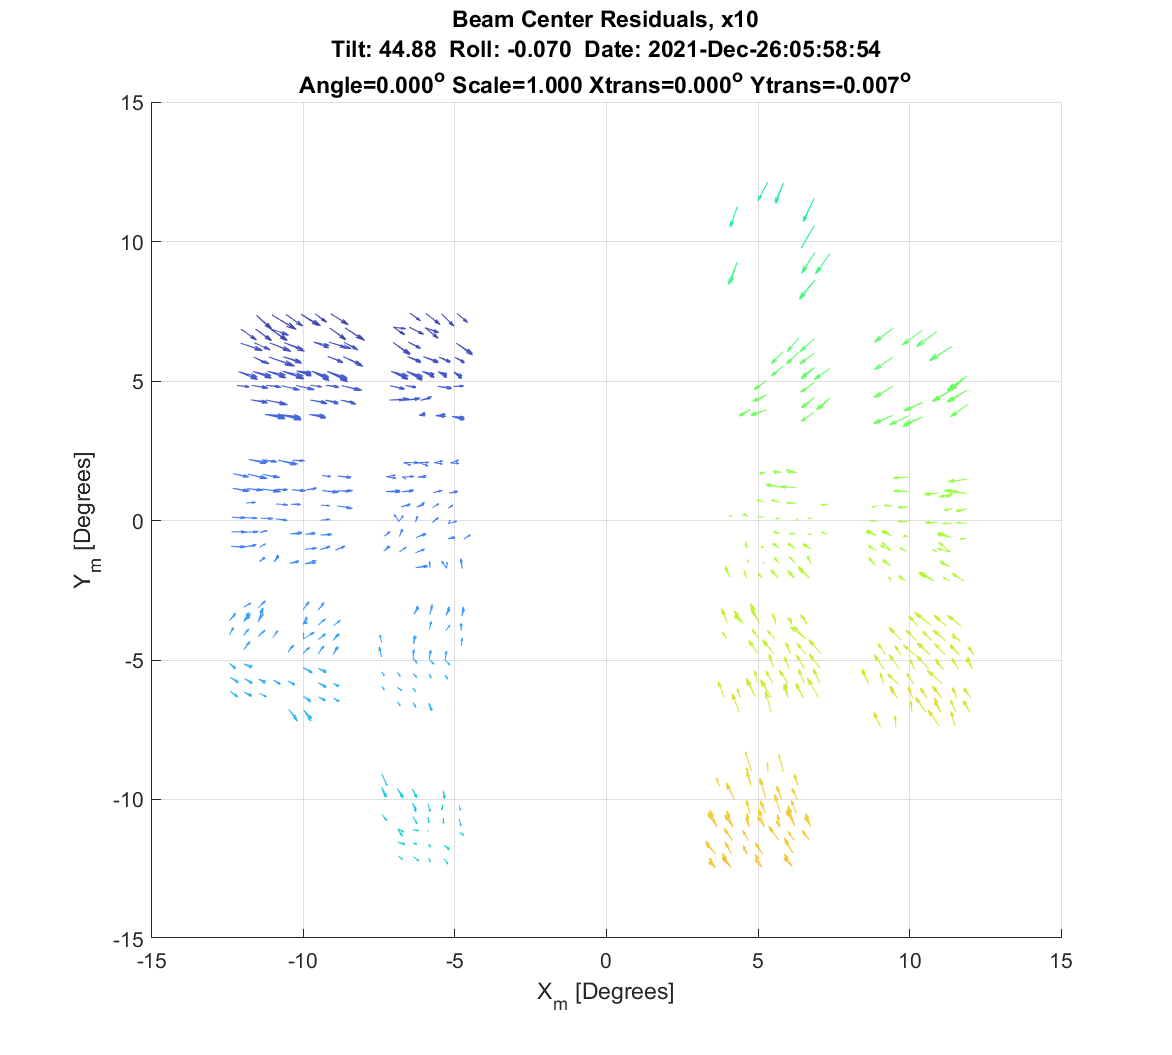 Beam Center Residuals, x10
Tilt: 44.88 Roll: -0.070 Date: 2021-Dec-26:05:58:54
Angle=0.000° Scale=1.000 Xtrans=0.000° Ytrans=-0.007°
15
10
5
0
-5
-10
-15
Y_m [Degrees]
-15 -10 -5 0 5 10 15
X_m [Degrees]